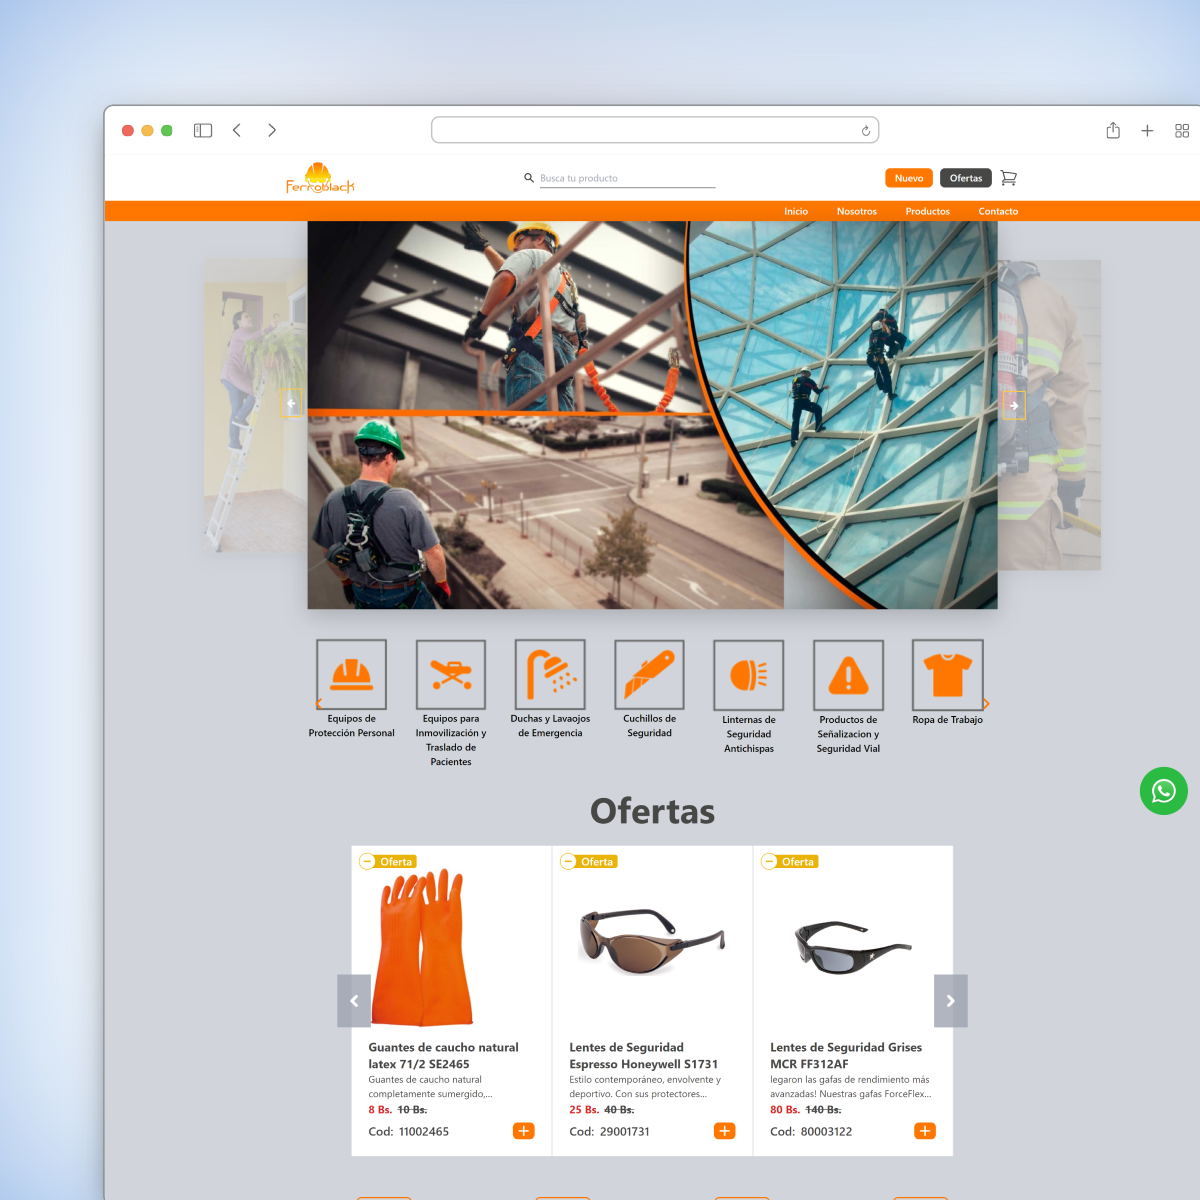 Ferroblack
Busca tu producto
Nuevo
Ofertas
Inicio
Nosotros
Productos
Contacto
Equipos de
Protección Personal
Equipos para
Inmovilización y
Traslado de
Pacientes
Duchas y Lavaojos
de Emergencia
Cuchillos de
Seguridad
Linternas de
Seguridad
Antichispas
Productos de
Señalizacion y
Seguridad Vial
Ropa de Trabajo
Ofertas
Oferta
Guantes de caucho natural
latex 71/2 SE2465
Guantes de caucho natural
completamente sumergido,...
8 Bs. 10 Bs.
Cod: 11002465
Oferta
Lentes de Seguridad
Espresso Honeywell S1731
Estilo contemporáneo, envolvente y
deportivo. Con sus protectores...
25 Bs. 40 Bs.
Cod: 29001731
Oferta
Lentes de Seguridad Grises
MCR FF312AF
legaron las gafas de rendimiento más
avanzadas! Nuestras gafas ForceFlex...
80 Bs. 140 Bs.
Cod: 80003122